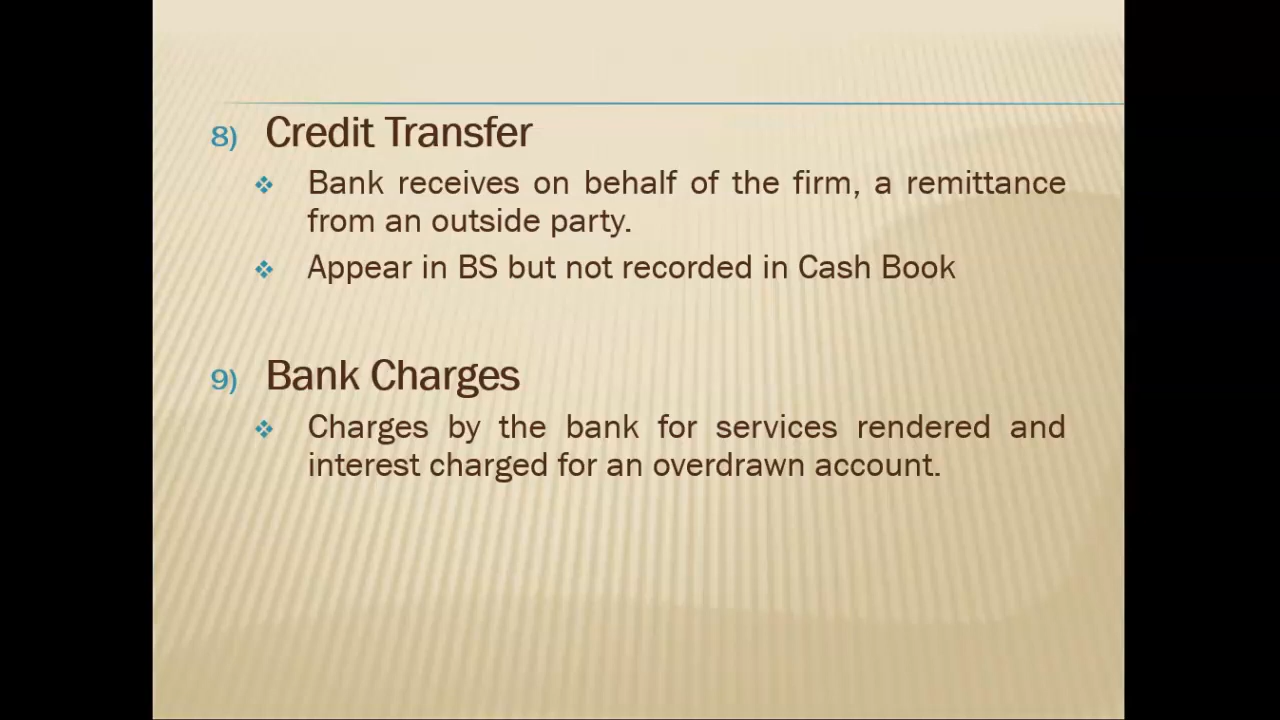 8) Credit Transfer
❖ Bank receives on behalf of the firm, a remittance
from an outside party.
❖ Appear in BS but not recorded in Cash Book
9) Bank Charges
❖ Charges by the bank for services rendered and
interest charged for an overdrawn account.